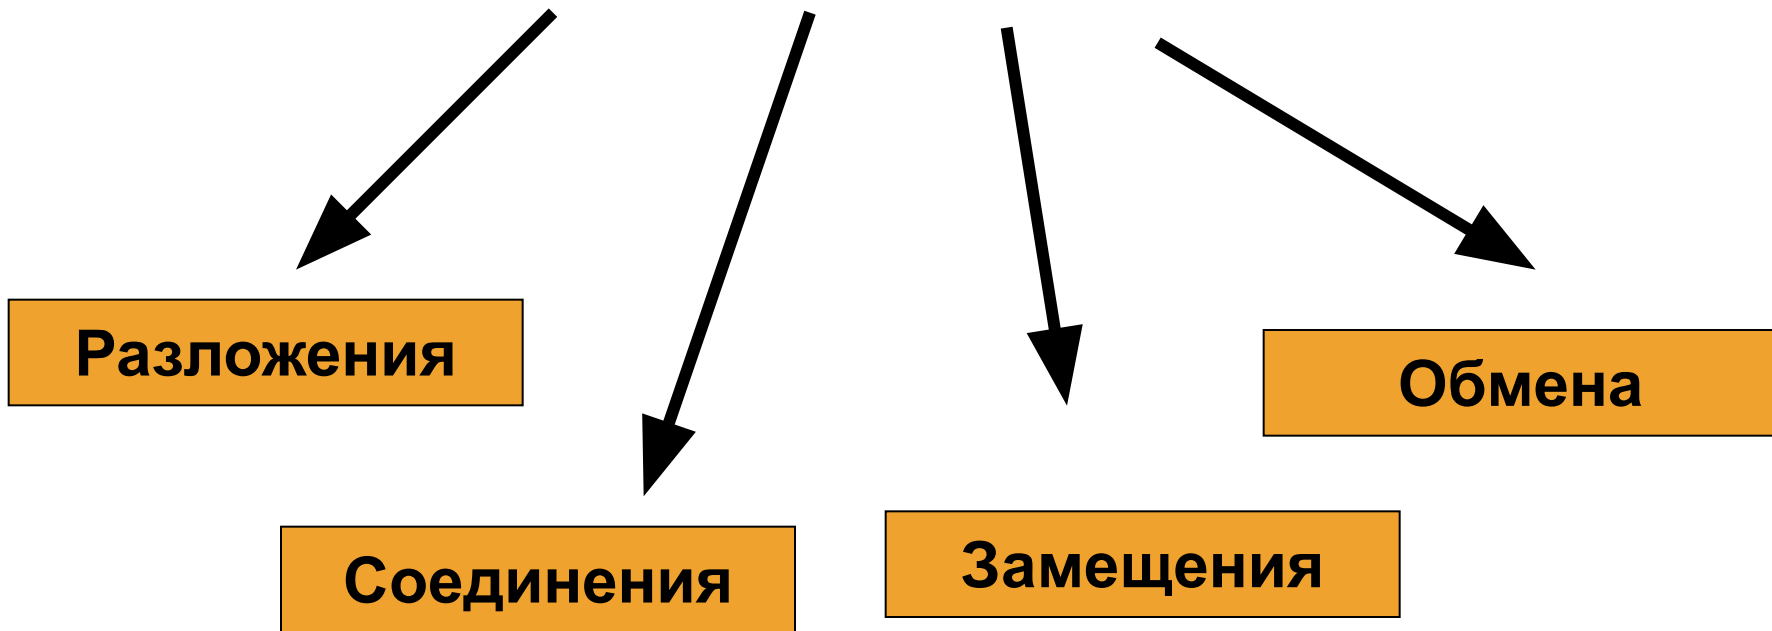 Разложения
Обмена
Соединения
Замещения